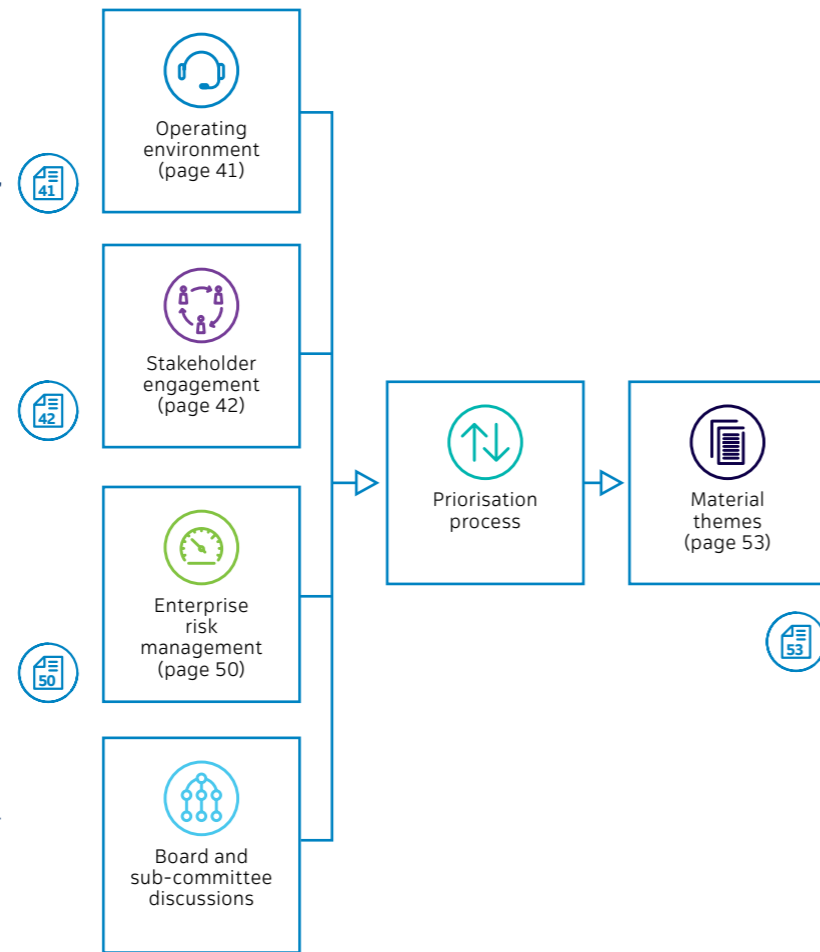 Operating
environment
(page 41)
41
Stakeholder
engagement
(page 42)
42
Enterprise
risk
management
(page 50)
50
Board and
sub-committee
discussions
Priorisation
process
Material
themes
(page 53)
53